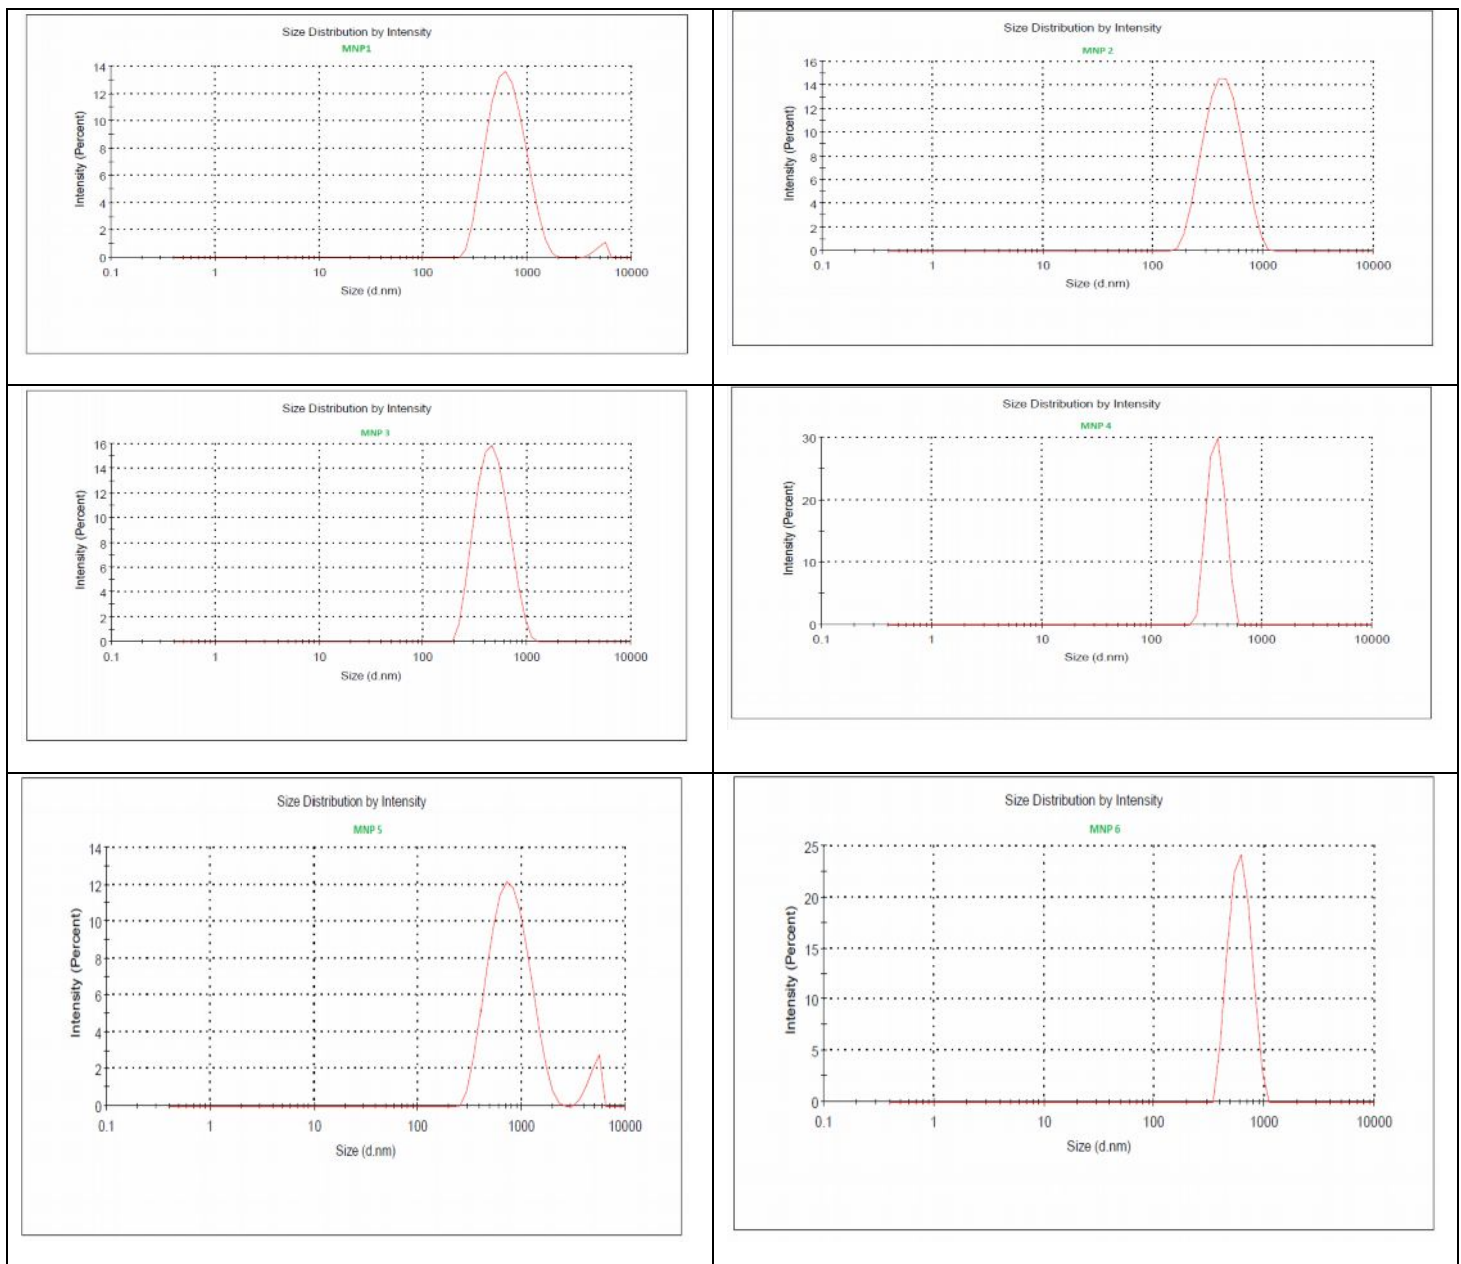 Size Distribution by Intensity
MNP1
14
12
10
8
6
4
2
0
Intensity (Percent)
0.1 1 10 100 1000 10000
Size (d.nm)
Size Distribution by Intensity
MNP 2
16
14
12
10
8
6
4
2
0
Intensity (Percent)
0.1 1 10 100 1000 10000
Size (d.nm)
Size Distribution by Intensity
MNP 3
16
14
12
10
8
6
4
2
0
Intensity (Percent)
0.1 1 10 100 1000 10000
Size (d.nm)
Size Distribution by Intensity
MNP 4
30
20
10
0
Intensity (Percent)
0.1 1 10 100 1000 10000
Size (d.nm)
Size Distribution by Intensity
MNP 5
14
12
10
8
6
4
2
0
Intensity (Percent)
0.1 1 10 100 1000 10000
Size (d.nm)
Size Distribution by Intensity
MNP 6
25
20
15
10
5
0
Intensity (Percent)
0.1 1 10 100 1000 10000
Size (d.nm)